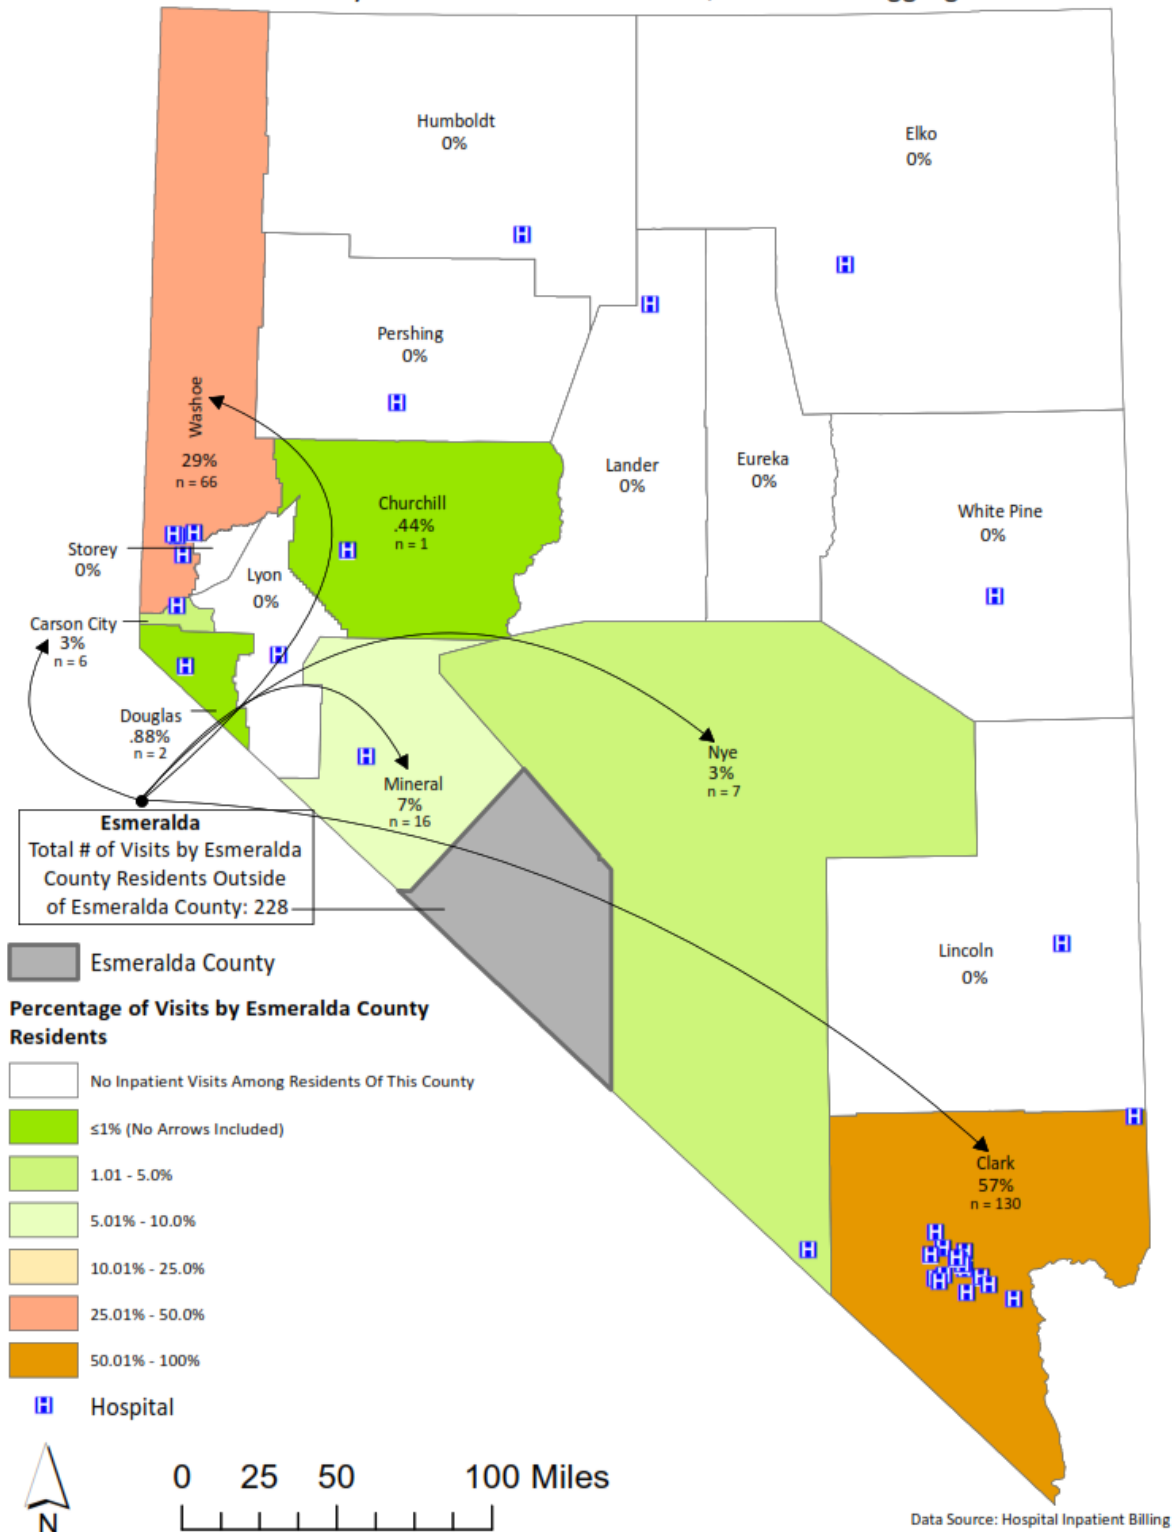 Humboldt
0%
Elko
0%
Pershing
0%
Washoe
29%
n = 66
Churchill
.44%
n = 1
Lander
0%
Eureka
0%
White Pine
0%
Storey
0%
Lyon
0%
Carson City
3%
n = 6
Douglas
.88%
n = 2
Nye
3%
n = 7
Mineral
7%
n = 16
Esmeralda
Total # of Visits by Esmeralda
County Residents Outside
of Esmeralda County: 228
Lincoln
0%
Clark
57%
n = 130
Esmeralda County
Percentage of Visits by Esmeralda County
Residents
No Inpatient Visits Among Residents Of This County
≤1% (No Arrows Included)
1.01 - 5.0%
5.01% - 10.0%
10.01% - 25.0%
25.01% - 50.0%
50.01% - 100%
H Hospital
N
0 25 50 100 Miles
Data Source: Hospital Inpatient Billing